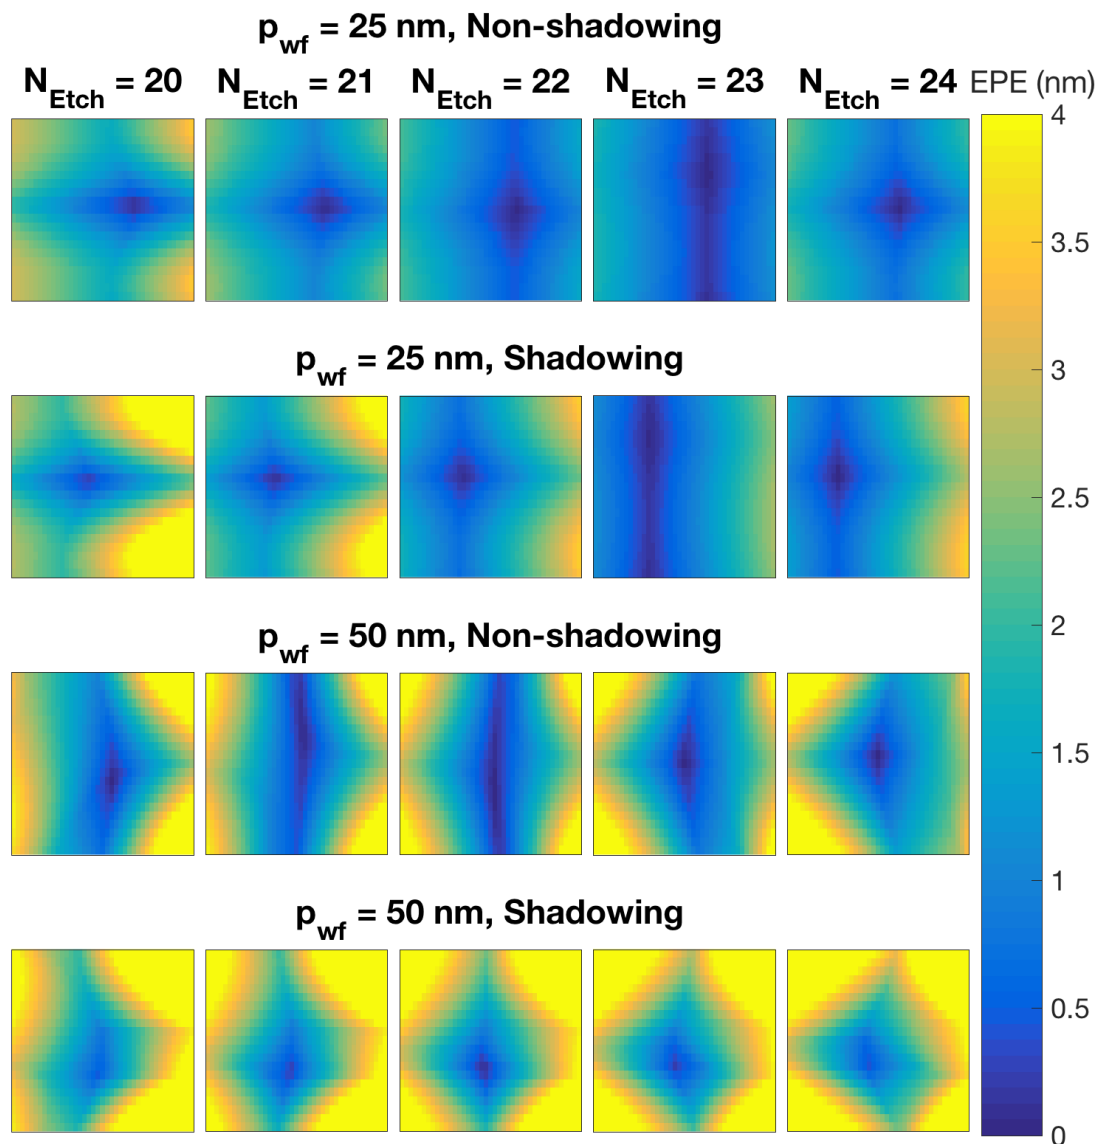 p_wf = 25 nm, Non-shadowing
N_Etch = 20 N_Etch = 21 N_Etch = 22 N_Etch = 23 N_Etch = 24 EPE (nm)
4
3.5
p_wf = 25 nm, Shadowing
3
2.5
2
p_wf = 50 nm, Non-shadowing
1.5
1
p_wf = 50 nm, Shadowing
0.5
0